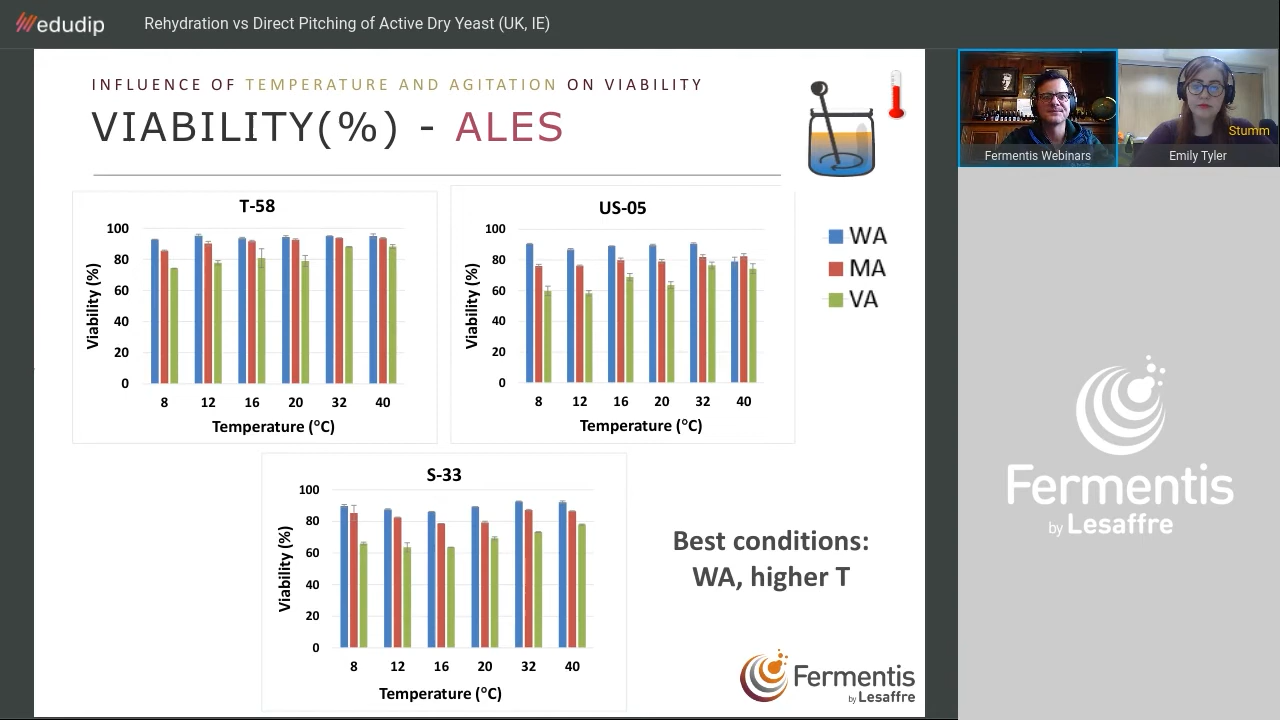 edudip
Rehydration vs Direct Pitching of Active Dry Yeast (UK, IE)
INFLUENCE OF TEMPERATURE AND AGITATION ON VIABILITY
VIABILITY(%) - ALES
T-58
100
80
60
40
20
0
Viability (%)
8 12 16 20 32 40
Temperature (°C)
US-05
100
80
60
40
20
0
Viability (%)
8 12 16 20 32 40
Temperature (°C)
WA
MA
VA
S-33
100
80
60
40
20
0
Viability (%)
8 12 16 20 32 40
Temperature (°C)
Best conditions:
WA, higher T
Fermentis
by Lesaffre
Stumm
Fermentis Webinars
Emily Tyler
Fermentis
by Lesaffre